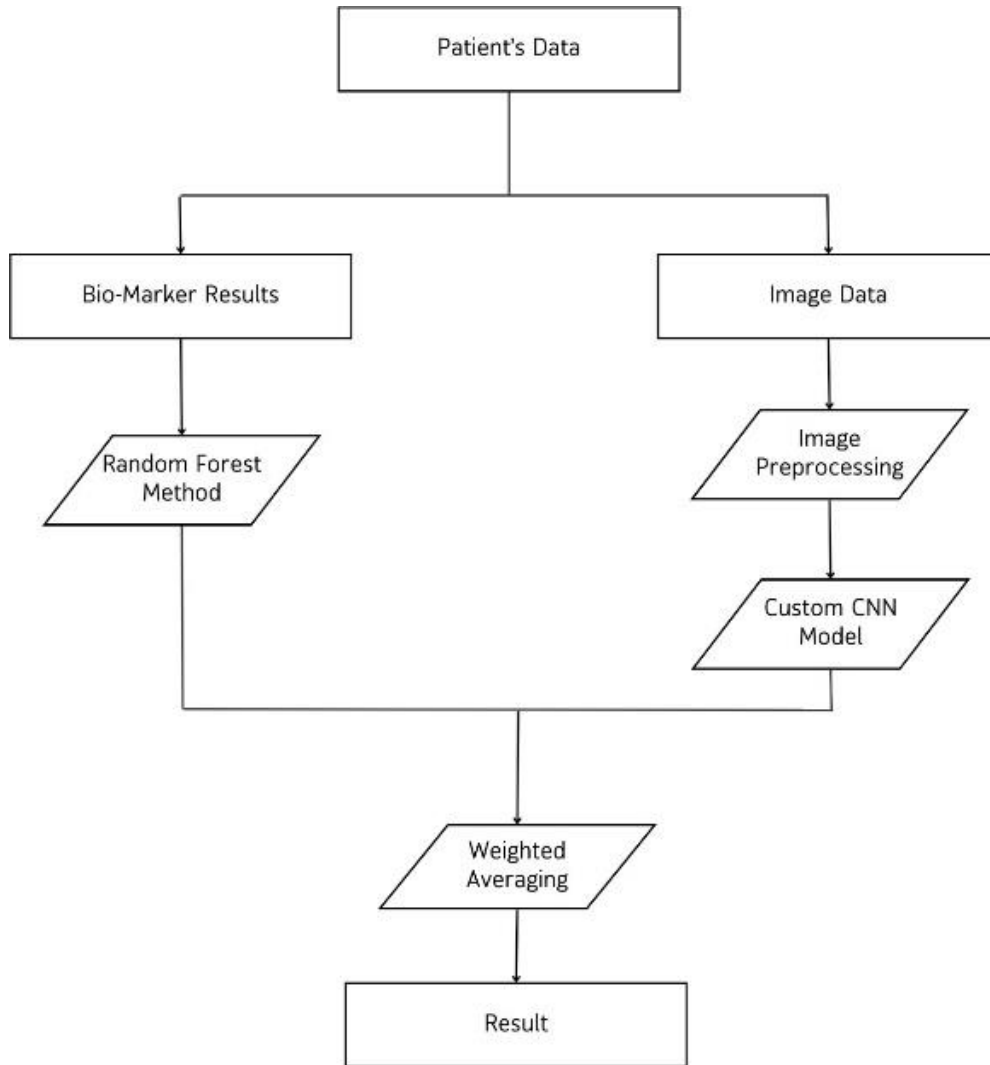 Patient's Data
Bio-Marker Results
Image Data
Random Forest
Method
Image
Preprocessing
Custom CNN
Model
Weighted
Averaging
Result